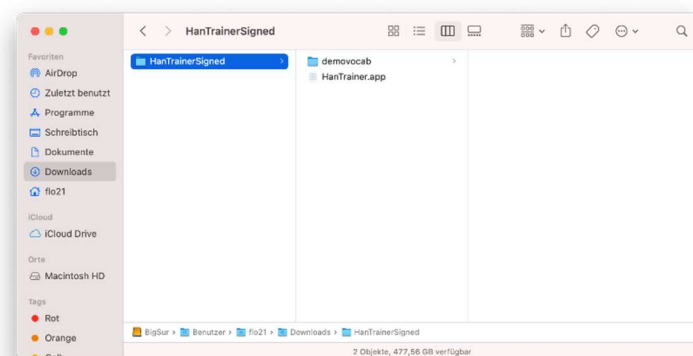 HanTrainerSigned
Favoriten
AirDrop
Zuletzt benutzt
Programme
Schreibtisch
Dokumente
Downloads
flo21
iCloud
iCloud Drive
Orte
Macintosh HD
Tags
Rot
Orange
HanTrainerSigned
demovocab
HanTrainer.app
BigSur › Benutzer › flo21 › Downloads › HanTrainerSigned
2 Objekte, 477,56 GB verfügbar